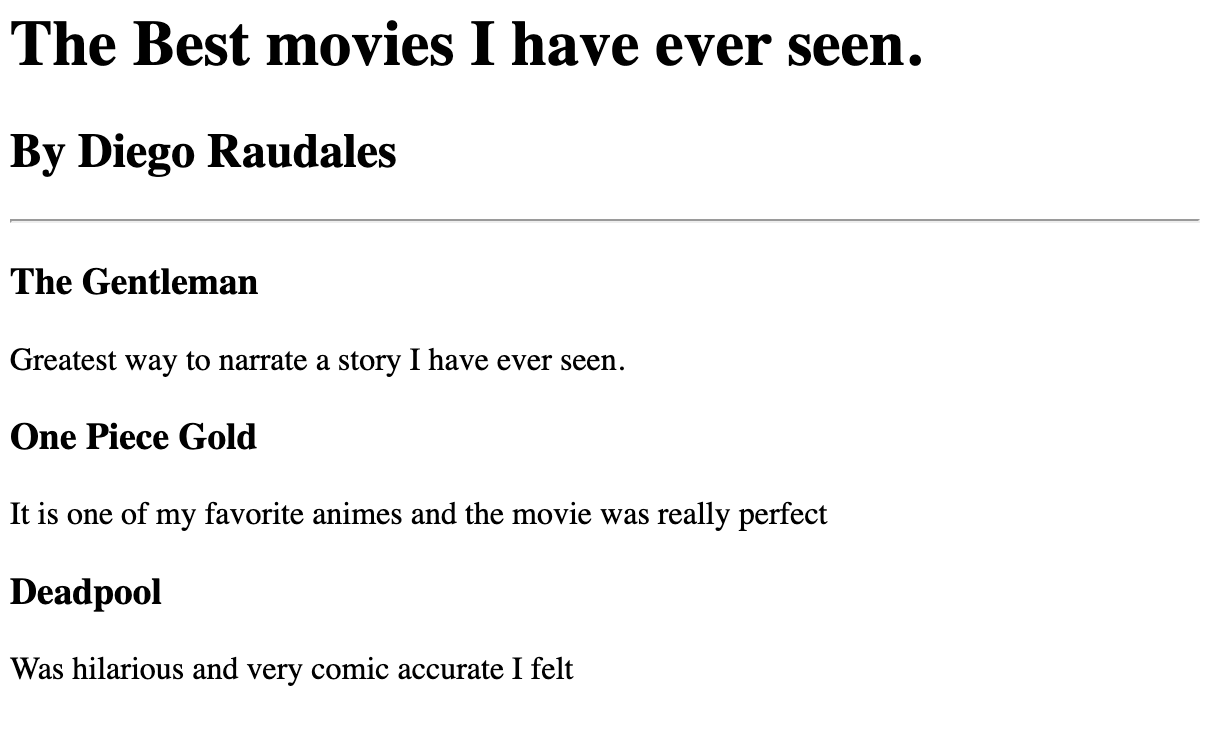 The Best movies I have ever seen.
By Diego Raudales
The Gentleman
Greatest way to narrate a story I have ever seen.
One Piece Gold
It is one of my favorite animes and the movie was really perfect
Deadpool
Was hilarious and very comic accurate I felt